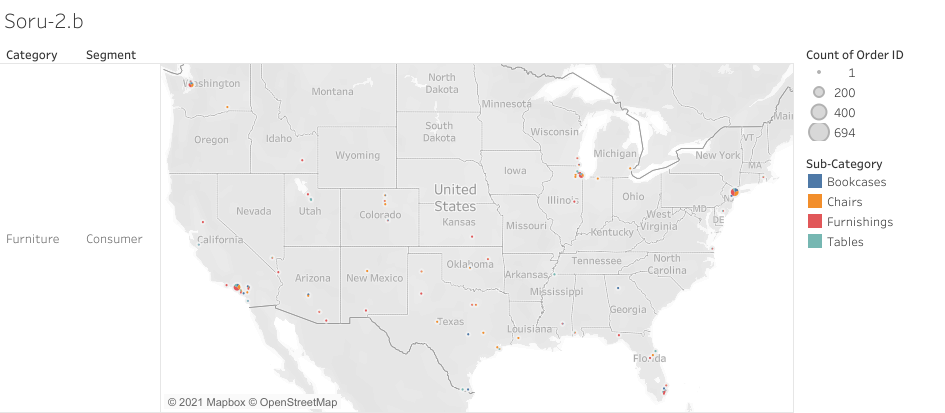 Soru-2.b
Category Segment
Furniture Consumer
Washington
Montana
North
Dakota
Minnesota
Oregon
Idaho
South
Dakota
Wisconsin
Michigan
New York
VT
Main
MA
Wyoming
Iowa
Nevada
Utah
Colorado
United
States
Kansas
Illinois
Ohio
N
MD
DE
West
Virginia
Missouri
Kentucky
California
Arizona
New Mexico
Oklahoma
Arkansas
Tennessee
North
Carolina
Mississippi
Georgia
Texas
Louisiana
Florida
© 2021 Mapbox © OpenStreetMap
Count of Order ID
1
200
400
694
Sub-Category
Bookcases
Chairs
Furnishings
Tables